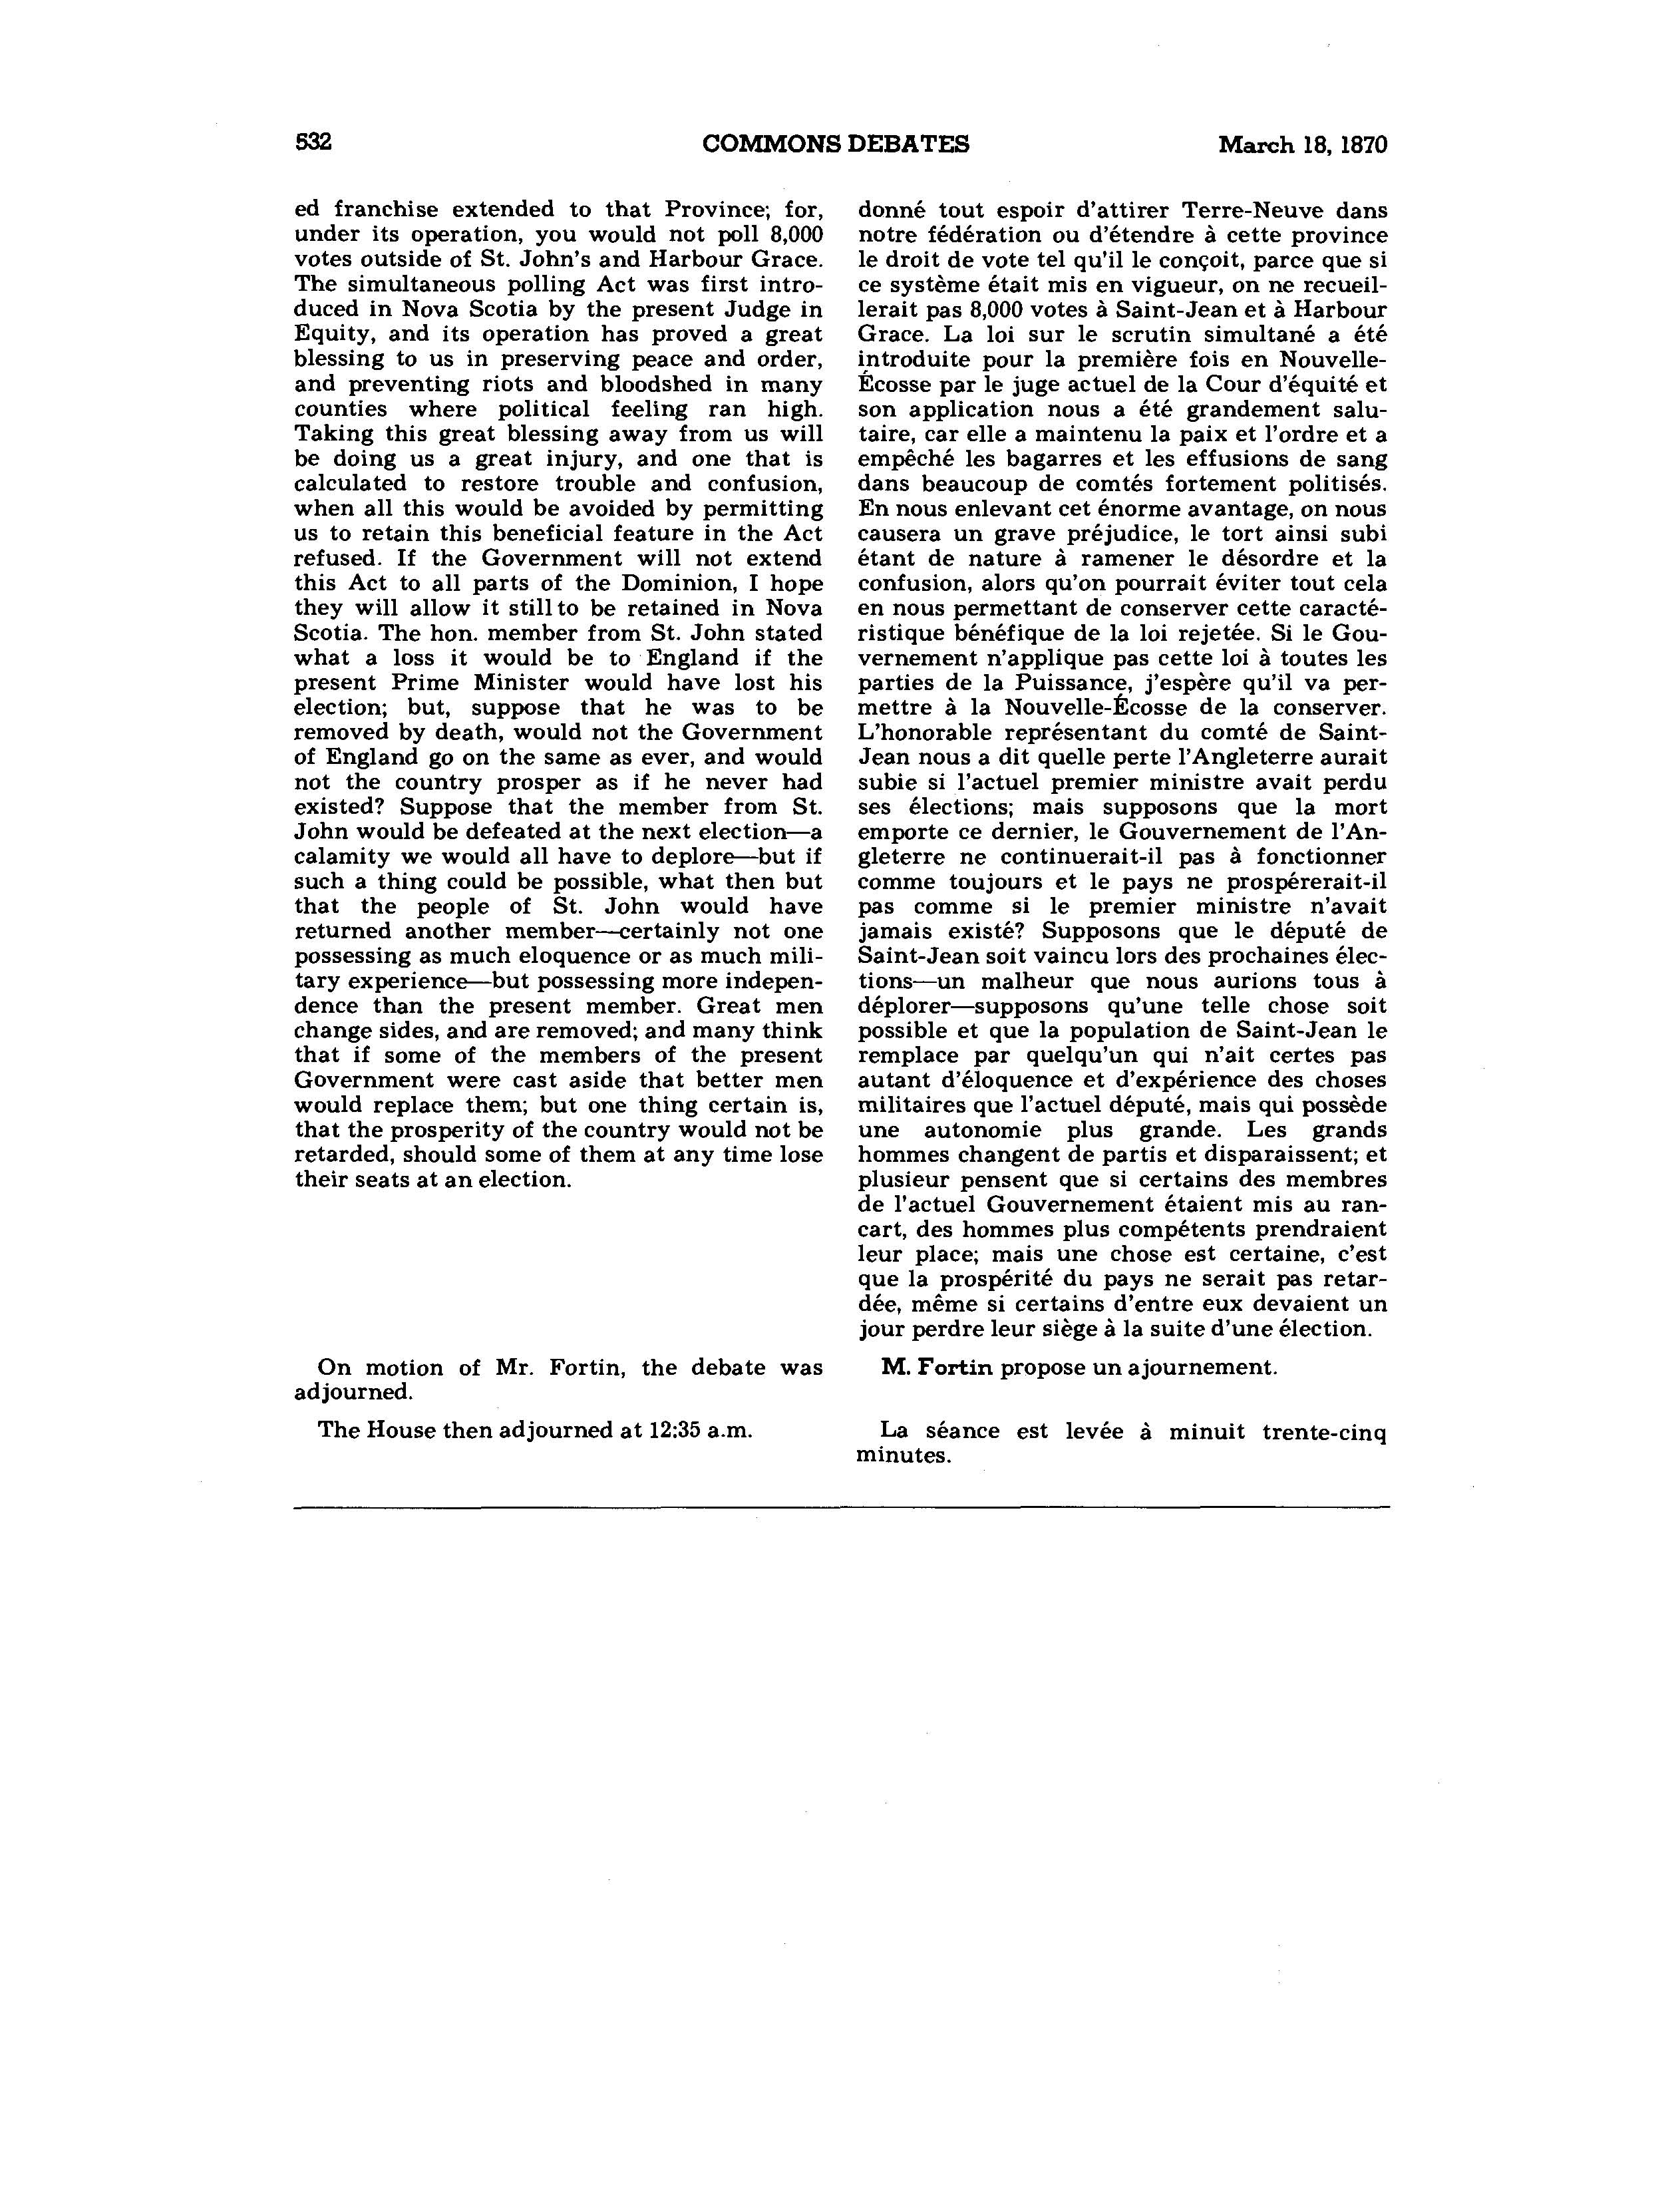 532
COMMONS DEBATES
March 18, 1870
ed franchise extended to that Province; for,
under its operation, you would not poll 8,000
votes outside of St. John's and Harbour Grace.
The simultaneous polling Act was first intro-
duced in Nova Scotia by the present Judge in
Equity, and its operation has proved a great
blessing to us in preserving peace and order,
and preventing riots and bloodshed in many
counties where political feeling ran high.
Taking this great blessing away from us will
be doing us a great injury, and one that is
calculated to restore trouble and confusion,
when all this would be avoided by permitting
us to retain this beneficial feature in the Act
refused. If the Government will not extend
this Act to all parts of the Dominion, I hope
they will allow it still to be retained in Nova
Scotia. The hon. member from St. John stated
what a loss it would be to England if the
present Prime Minister would have lost his
election; but, suppose that he was to be
removed by death, would not the Government
of England go on the same as ever, and would
not the country prosper as if he never had
existed? Suppose that the member from St.
John would be defeated at the next election—a
calamity we would all have to deplore—but if
such a thing could be possible, what then but
that the people of St. John would have
returned another member—certainly not one
possessing as much eloquence or as much mili-
tary experience—but possessing more indepen-
dence than the present member. Great men
change sides, and are removed; and many think
that if some of the members of the present
Government were cast aside that better men
would replace them; but one thing certain is,
that the prosperity of the country would not be
retarded, should some of them at any time lose
their seats at an election.
On motion of Mr. Fortin, the debate was
adjourned.
The House then adjourned at 12:35 a.m.
donné tout espoir d'attirer Terre-Neuve dans
notre fédération ou d'étendre à cette province
le droit de vote tel qu'il le conçoit, parce que si
ce système était mis en vigueur, on ne recueil-
lerait pas 8,000 votes à Saint-Jean et à Harbour
Grace. La loi sur le scrutin simultané a été
introduite pour la première fois en Nouvelle-
Écosse par le juge actuel de la Cour d'équité et
son application nous a été grandement salu-
taire, car elle a maintenu la paix et l'ordre et a
empêché les bagarres et les effusions de sang
dans beaucoup de comtés fortement politisés.
En nous enlevant cet énorme avantage, on nous
causera un grave préjudice, le tort ainsi subi
étant de nature à ramener le désordre et la
confusion, alors qu'on pourrait éviter tout cela
en nous permettant de conserver cette caracté-
ristique bénéfique de la loi rejetée. Si le Gou-
vernement n'applique pas cette loi à toutes les
parties de la Puissance, j'espère qu'il va per-
mettre à la Nouvelle-Écosse de la conserver.
L'honorable représentant du comté de Saint-
Jean nous a dit quelle perte l'Angleterre aurait
subie si l'actuel premier ministre avait perdu
ses élections; mais supposons que la mort
emporte ce dernier, le Gouvernement de l'An-
gleterre ne continuerait-il pas à fonctionner
comme toujours et le pays ne prospérerait-il
pas comme si le premier ministre n'avait
jamais existé? Supposons que le député de
Saint-Jean soit vaincu lors des prochaines élec-
tions—un malheur que nous aurions tous à
déplorer—supposons qu'une telle chose soit
possible et que la population de Saint-Jean le
remplace par quelqu'un qui n'ait certes pas
autant d'éloquence et d'expérience des choses
militaires que l'actuel député, mais qui possède
une autonomie plus grande. Les grands
hommes changent de partis et disparaissent; et
plusieur pensent que si certains des membres
de l'actuel Gouvernement étaient mis au ran-
cart, des hommes plus compétents prendraient
leur place; mais une chose est certaine, c'est
que la prospérité du pays ne serait pas retar-
dée, même si certains d'entre eux devaient un
jour perdre leur siège à la suite d'une élection.
M. Fortin propose un ajournement.
La séance est levée à minuit trente-cinq
minutes.